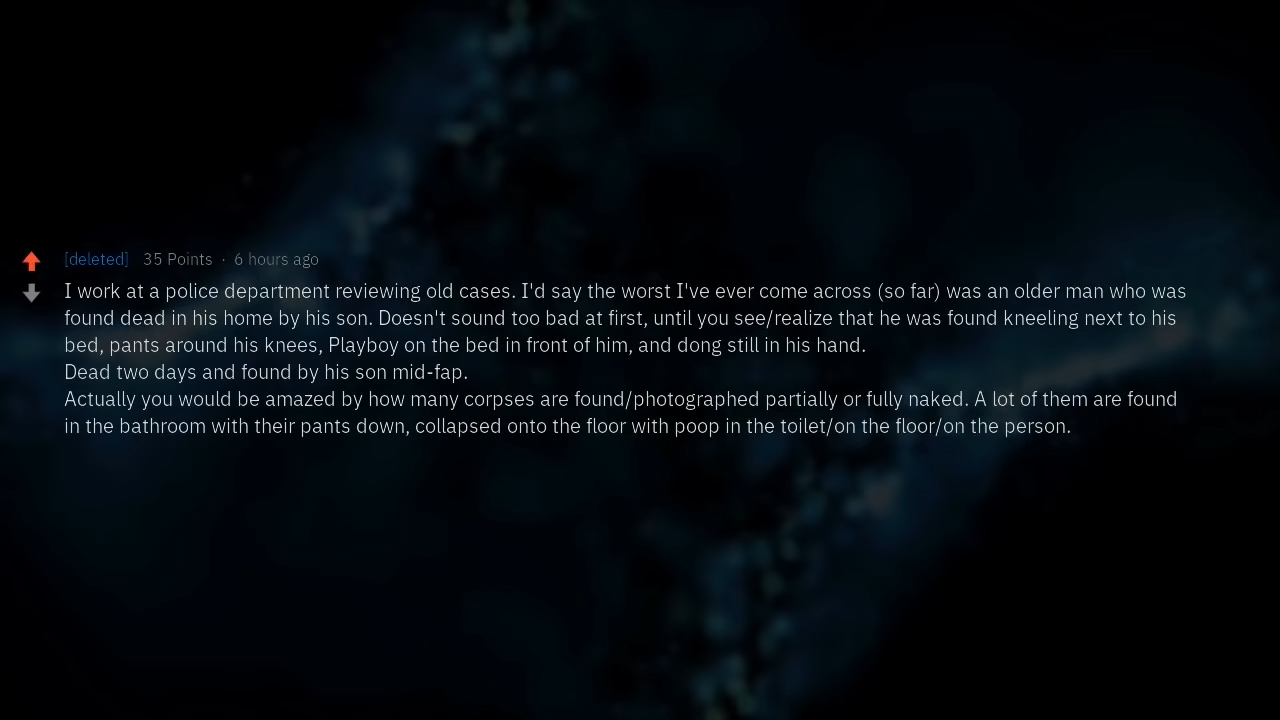 [deleted] 35 Points · 6 hours ago
I work at a police department reviewing old cases. I'd say the worst I've ever come across (so far) was an older man who was
found dead in his home by his son. Doesn't sound too bad at first, until you see/realize that he was found kneeling next to his
bed, pants around his knees, Playboy on the bed in front of him, and dong still in his hand.
Dead two days and found by his son mid-fap.
Actually you would be amazed by how many corpses are found/photographed partially or fully naked. A lot of them are found
in the bathroom with their pants down, collapsed onto the floor with poop in the toilet/on the floor/on the person.